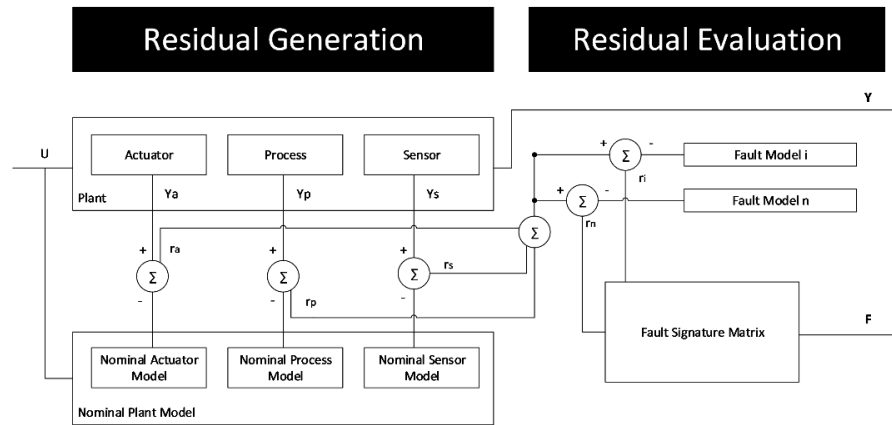 Residual Generation
Residual Evaluation
Y
U
Actuator
Process
Sensor
Fault Model i
Plant
Ya
Yp
Ys
Fault Model n
+
-
Σ
ri
+
-
Σ
rn
Σ
+
ra
+
+
Σ
Σ
Σ
rs
-
-
rp
-
Fault Signature Matrix
F
Nominal Actuator
Model
Nominal Process
Model
Nominal Sensor
Model
Nominal Plant Model